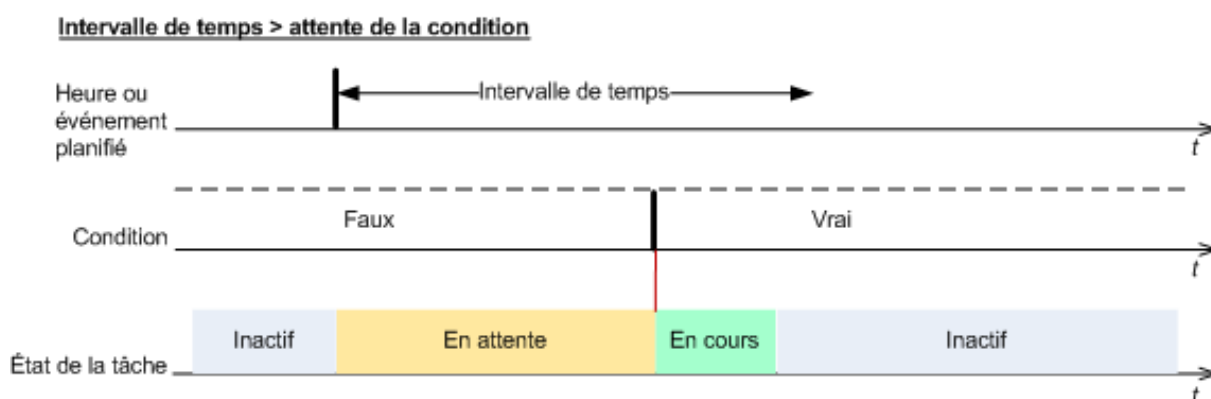 Intervalle de temps > attente de la condition
Heure ou
événement
planifié
Intervalle de temps
t
Condition
Faux
Vrai
t
État de la tâche
Inactif
En attente
En cours
Inactif
t